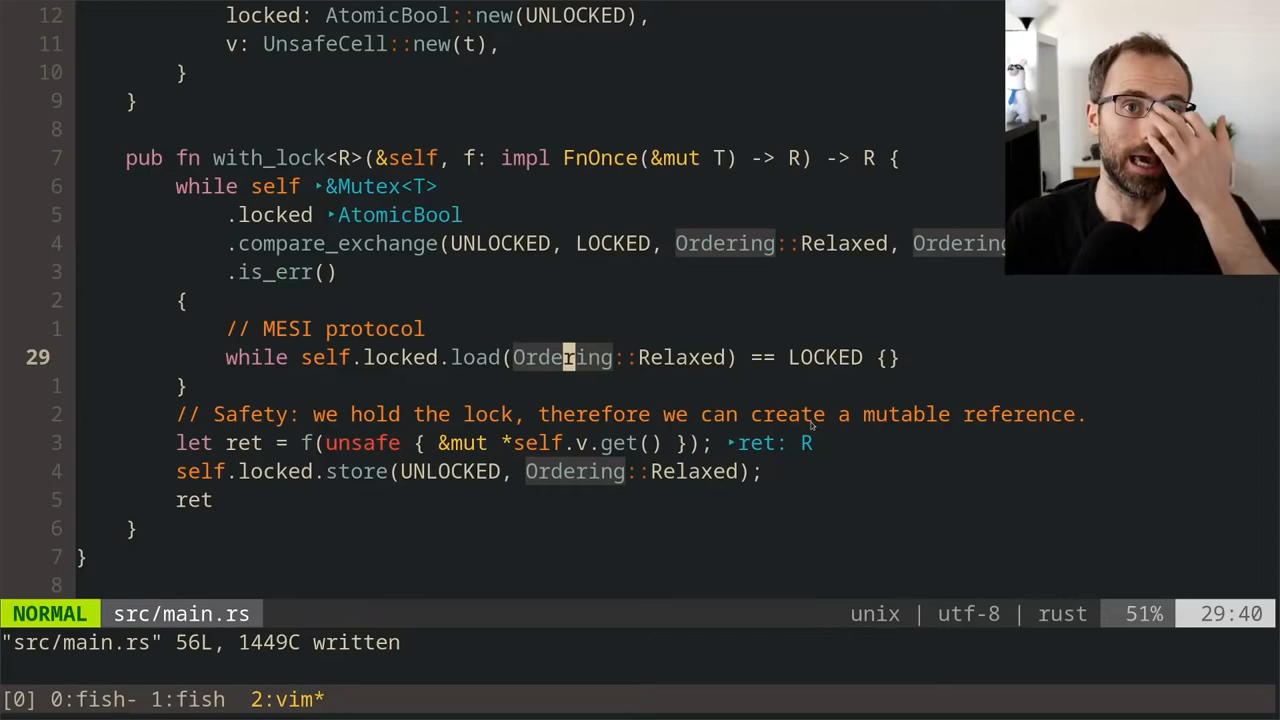 12 locked: AtomicBool::new(UNLOCKED),
11 v: UnsafeCell::new(t),
10 }
9 }
8
7 pub fn with_lock<R>(&self, f: impl FnOnce(&mut T) -> R) -> R {
6 while self ‣&Mutex<T>
5 .locked ‣AtomicBool
4 .compare_exchange(UNLOCKED, LOCKED, Ordering::Relaxed, Ordering
3 .is_err()
2 {
1 // MESI protocol
29 while self.locked.load(Ordering::Relaxed) == LOCKED {}
1 }
2 // Safety: we hold the lock, therefore we can create a mutable reference.
3 let ret = f(unsafe { &mut *self.v.get() }); ‣ret: R
4 self.locked.store(UNLOCKED, Ordering::Relaxed);
5 ret
6 }
7 }
8
NORMAL src/main.rs unix | utf-8 | rust 51% 29:40
"src/main.rs" 56L, 1449C written
[0] 0:fish- 1:fish 2:vim*